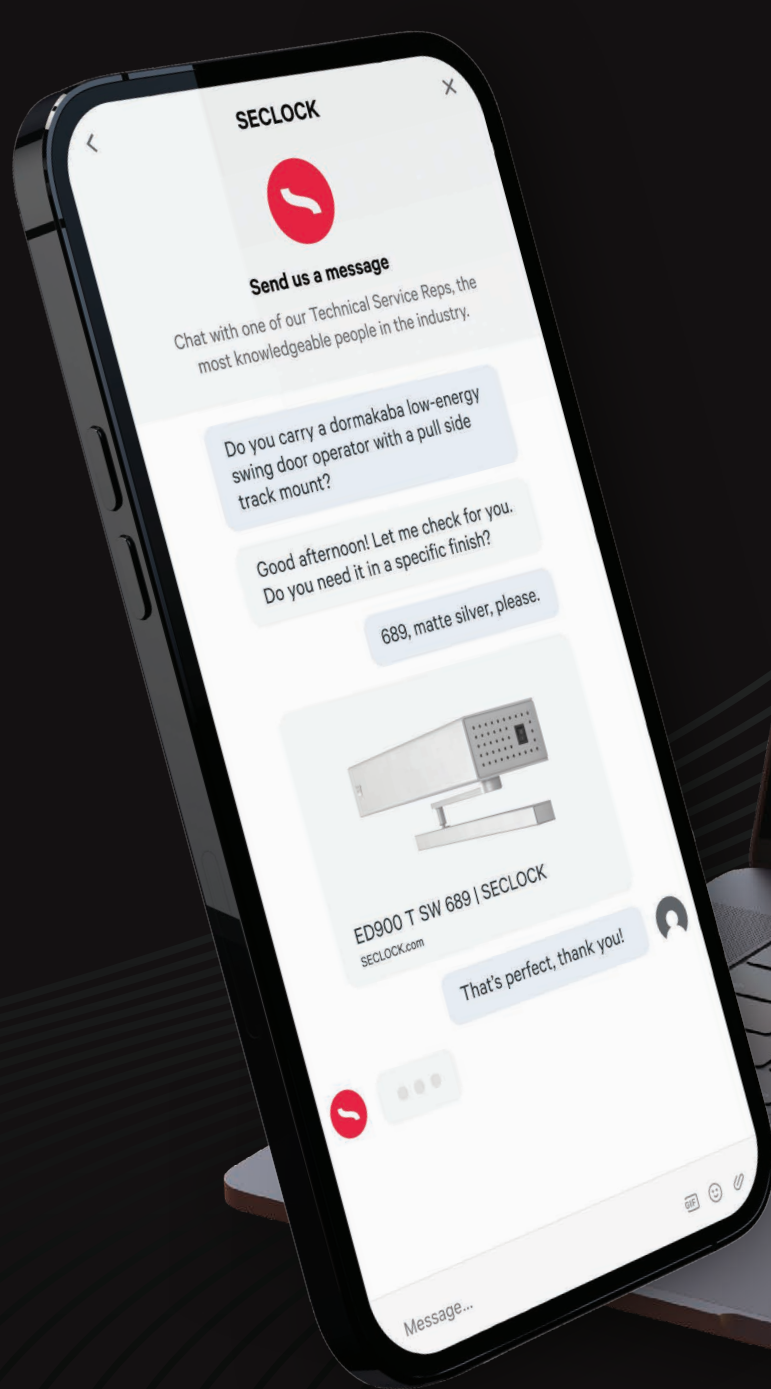 SECLOCK
Send us a message
Chat with one of our Technical Service Reps, the
most knowledgeable people in the industry.
Do you carry a dormakaba low-energy
swing door operator with a pull side
track mount?
Good afternoon! Let me check for you.
Do you need it in a specific finish?
689, matte silver, please.
ED900 T SW 689 | SECLOCK
SECLOCK.com
That's perfect, thank you!
GIF
Message...